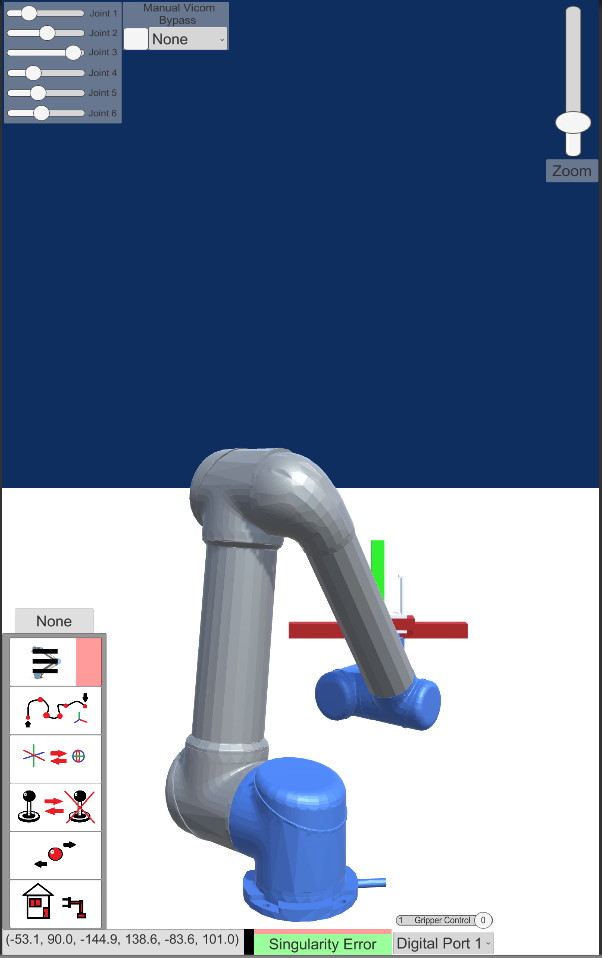 Joint 1
Joint 2
Joint 3
Joint 4
Joint 5
Joint 6
Manual Vicom
Bypass
None
Zoom
None
1 Gripper Control 0
(-53.1, 90.0, -144.9, 138.6, -83.6, 101.0)
Singularity Error
Digital Port 1